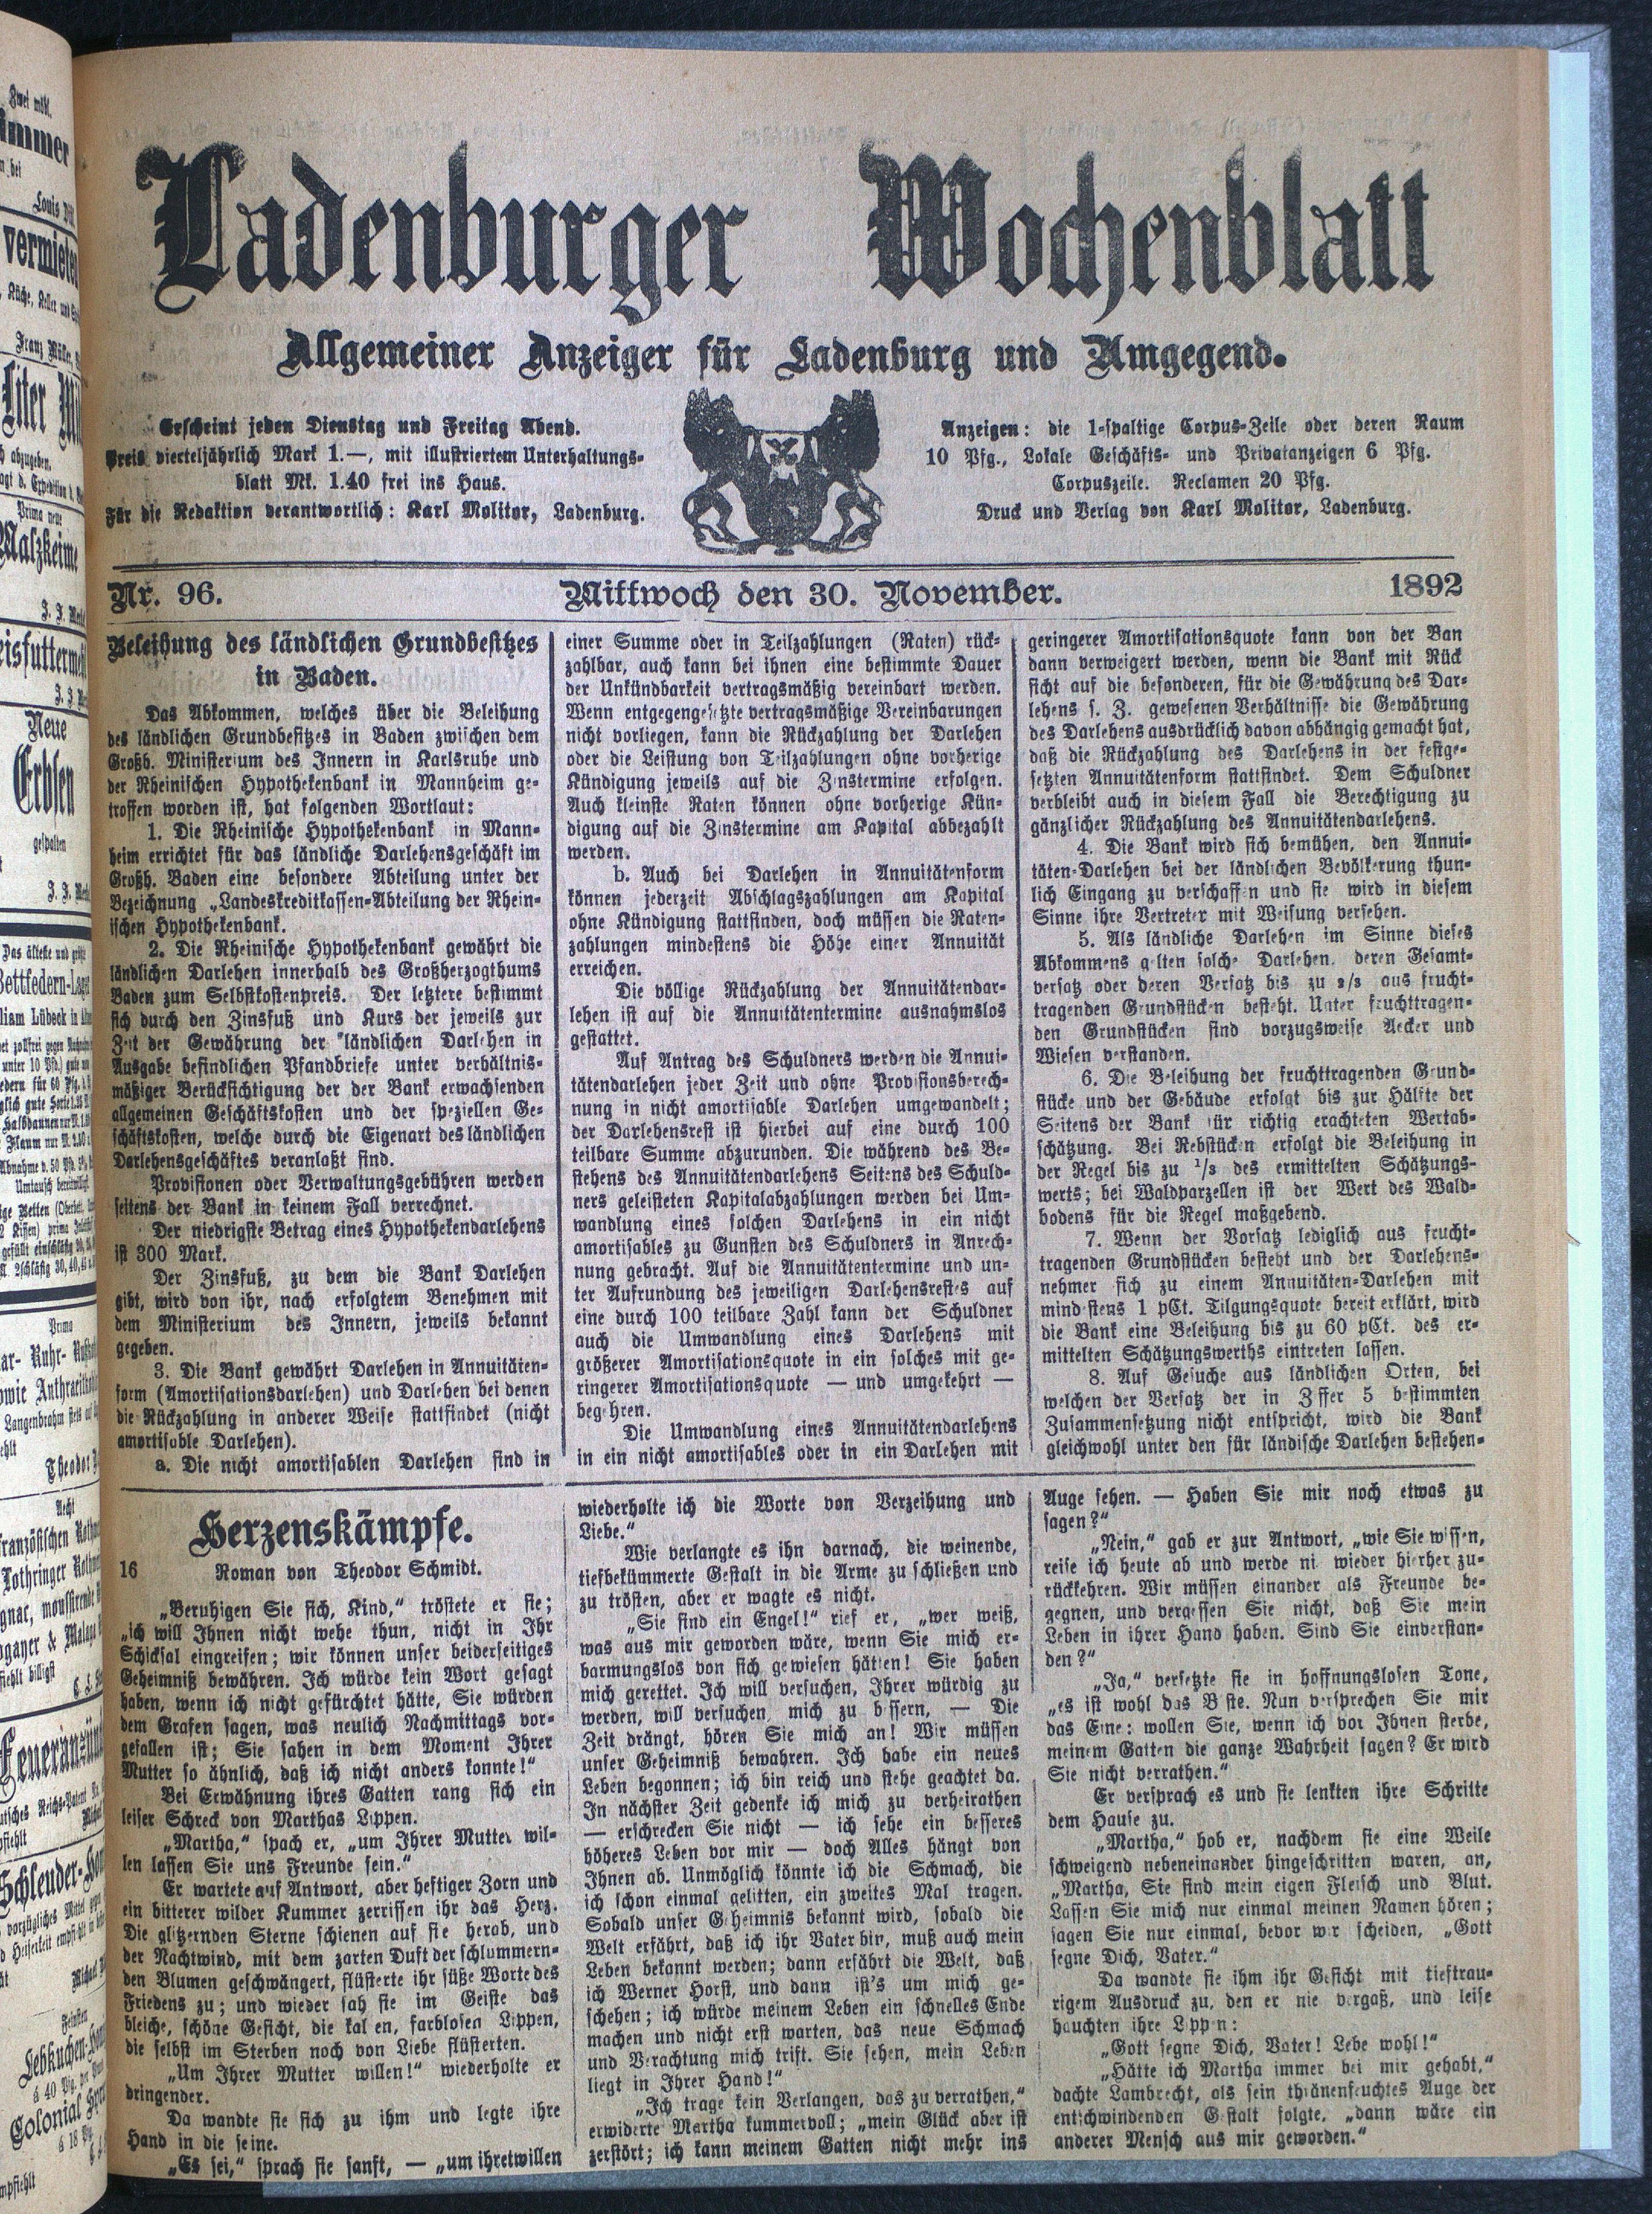 Ladenburger Wochenblatt
Allgemeiner Anzeiger für Ladenburg und Umgegend.
Erscheint jeden Dienstag und Freitag Abend.
Preis vierteljährlich Mark 1.—, mit illustriertem Unterhaltungs-
blatt Mk. 1.40 frei ins Haus.
Für die Redaktion verantwortlich: Karl Molitor, Ladenburg.
Anzeigen: die 1-spaltige Corpus-Zeile oder deren Raum
10 Pfg., Lokale Geschäfts- und Privatanzeigen 6 Pfg.
Corpuszeile. Reclamen 20 Pfg.
Druck und Verlag von Karl Molitor, Ladenburg.
Nr. 96.
Mittwoch den 30. November.
1892
Beleihung des ländlichen Grundbesitzes
in Baden.
Das Abkommen, welches über die Beleihung
des ländlichen Grundbesitzes in Baden zwischen dem
Großh. Ministerium des Innern in Karlsruhe und
der Rheinischen Hypothekenbank in Mannheim ge-
troffen worden ist, hat folgenden Wortlaut:
1. Die Rheinische Hypothekenbank in Mann-
heim errichtet für das ländliche Darlehensgeschäft im
Großh. Baden eine besondere Abteilung unter der
Bezeichnung „Landeskreditkassen-Abteilung der Rhein-
ischen Hypothekenbank.
2. Die Rheinische Hypothekenbank gewährt die
ländlichen Darlehen innerhalb des Großherzogthums
Baden zum Selbstkostenpreis. Der letztere bestimmt
sich durch den Zinsfuß und Kurs der jeweils zur
Zeit der Gewährung der ländlichen Darlehen in
Ausgabe befindlichen Pfandbriefe unter verhältnis-
mäßiger Berücksichtigung der der Bank erwachsenden
allgemeinen Geschäftskosten und der speziellen Ge-
schäftskosten, welche durch die Eigenart des ländlichen
Darlehensgeschäftes veranlaßt sind.
Provisionen oder Verwaltungsgebühren werden
seitens der Bank in keinem Fall verrechnet.
Der niedrigste Betrag eines Hypothekendarlehens
ist 300 Mark.
Der Zinsfuß, zu dem die Bank Darlehen
gibt, wird von ihr, nach erfolgtem Benehmen mit
dem Ministerium des Innern, jeweils bekannt
gegeben.
3. Die Bank gewährt Darlehen in Annuitäten-
form (Amortisationsdarlehen) und Darlehen bei denen
die Rückzahlung in anderer Weise stattfindet (nicht
amortisable Darlehen).
a. Die nicht amortisablen Darlehen sind in
einer Summe oder in Teilzahlungen (Raten) rück-
zahlbar, auch kann bei ihnen eine bestimmte Dauer
der Unkündbarkeit vertragsmäßig vereinbart werden.
Wenn entgegengesetzte vertragsmäßige Vereinbarungen
nicht vorliegen, kann die Rückzahlung der Darlehen
oder die Leistung von Teilzahlungen ohne vorherige
Kündigung jeweils auf die Zinstermine erfolgen.
Auch kleinste Raten können ohne vorherige Kün-
digung auf die Zinstermine am Kapital abbezahlt
werden.
b. Auch bei Darlehen in Annuitätenform
können jederzeit Abschlagszahlungen am Kapital
ohne Kündigung stattfinden, doch müssen die Raten-
zahlungen mindestens die Höhe einer Annuität
erreichen.
Die völlige Rückzahlung der Annuitätendar-
lehen ist auf die Annuitätentermine ausnahmslos
gestattet.
Auf Antrag des Schuldners werden die Annui-
tätendarlehen jeder Zeit und ohne Provisionsberech-
nung in nicht amortisable Darlehen umgewandelt;
der Darlehensrest ist hierbei auf eine durch 100
teilbare Summe abzurunden. Die während des Be-
stehens des Annuitätendarlehens Seitens des Schuld-
ners geleisteten Kapitalabzahlungen werden bei Um-
wandlung eines solchen Darlehens in ein nicht
amortisables zu Gunsten des Schuldners in Anrech-
nung gebracht. Auf die Annuitätentermine und un-
ter Aufrundung des jeweiligen Darlehensrestes auf
eine durch 100 teilbare Zahl kann der Schuldner
auch die Umwandlung eines Darlehens mit
größerer Amortisationsquote in ein solches mit ge-
ringerer Amortisationsquote — und umgekehrt —
begehren.
Die Umwandlung eines Annuitätendarlehens
in ein nicht amortisables oder in ein Darlehen mit
geringerer Amortisationsquote kann von der Ban
dann verweigert werden, wenn die Bank mit Rück
sicht auf die besonderen, für die Gewährung des Dar-
lehens s. Z. gewesenen Verhältnisse die Gewährung
des Darlehens ausdrücklich davon abhängig gemacht hat,
daß die Rückzahlung des Darlehens in der festge-
setzten Annuitätenform stattfindet. Dem Schuldner
verbleibt auch in diesem Fall die Berechtigung zu
gänzlicher Rückzahlung des Annuitätendarlehens.
4. Die Bank wird sich bemühen, den Annui-
täten-Darlehen bei der ländlichen Bevölkerung thun-
lich Eingang zu verschaffen und sie wird in diesem
Sinne ihre Vertreter mit Weisung versehen.
5. Als ländliche Darlehen im Sinne dieses
Abkommens gelten solche Darlehen, deren Gesamt-
versatz oder deren Versatz bis zu 2/3 aus frucht-
tragenden Grundstücken besteht. Unter fruchttragen-
den Grundstücken sind vorzugsweise Aecker und
Wiesen verstanden.
6. Die Beleihung der fruchttragenden Grund-
stücke und der Gebäude erfolgt bis zur Hälfte der
Seitens der Bank für richtig erachteten Wertab-
schätzung. Bei Rebstücken erfolgt die Beleihung in
der Regel bis zu 1/3 des ermittelten Schätzungs-
werts; bei Waldparzellen ist der Wert des Wald-
bodens für die Regel maßgebend.
7. Wenn der Vorsatz lediglich aus frucht-
tragenden Grundstücken besteht und der Darlehens-
nehmer sich zu einem Annuitäten-Darlehen mit
mindestens 1 pCt. Tilgungsquote bereit erklärt, wird
die Bank eine Beleihung bis zu 60 pCt. des er-
mittelten Schätzungswerths eintreten lassen.
8. Auf Gesuche aus ländlichen Orten, bei
welchen der Versatz der in Ziffer 5 bestimmten
Zusammensetzung nicht entspricht, wird die Bank
gleichwohl unter den für ländische Darlehen bestehen-
Herzenskämpfe.
16 Roman von Theodor Schmidt.
„Beruhigen Sie sich, Kind,“ tröstete er sie;
„ich will Ihnen nicht wehe thun, nicht in Ihr
Schicksal eingreifen; wir können unser beiderseitiges
Geheimniß bewähren. Ich würde kein Wort gesagt
haben, wenn ich nicht gefürchtet hätte, Sie würden
dem Grafen sagen, was neulich Nachmittags vor-
gefallen ist; Sie sahen in dem Moment Ihrer
Mutter so ähnlich, daß ich nicht anders konnte!“
Bei Erwähnung ihres Gatten rang sich ein
leiser Schreck von Marthas Lippen.
„Martha,“ spach er, „um Ihrer Mutter wil-
len lassen Sie uns Freunde sein.“
Er wartete auf Antwort, aber heftiger Zorn und
ein bitterer wilder Kummer zerrissen ihr das Herz.
Die glitzernden Sterne schienen auf sie herab, und
der Nachtwind, mit dem zarten Duft der schlummern-
den Blumen geschwängert, flüsterte ihr süße Worte des
Friedens zu; und wieder sah sie im Geiste das
bleiche, schöne Gesicht, die kalten, farblosen Lippen,
die selbst im Sterben noch von Liebe flüsterten.
„Um Ihrer Mutter willen!“ wiederholte er
dringender.
Da wandte sie sich zu ihm und legte ihre
Hand in die seine.
„Es sei,“ sprach sie sanft, — „um ihretwillen
wiederholte ich die Worte von Verzeihung und
Liebe.“
Wie verlangte es ihn darnach, die weinende,
tiefbekümmerte Gestalt in die Arme zu schließen und
zu trösten, aber er wagte es nicht.
„Sie sind ein Engel!“ rief er, „wer weiß,
was aus mir geworden wäre, wenn Sie mich er-
barmungslos von sich gewiesen hätten! Sie haben
mich gerettet. Ich will versuchen, Ihrer würdig zu
werden, will versuchen, mich zu bessern, — Die
Zeit drängt, hören Sie mich an! Wir müssen
unser Geheimniß bewahren. Ich habe ein neues
Leben begonnen; ich bin reich und stehe geachtet da.
In nächster Zeit gedenke ich mich zu verheirathen
— erschrecken Sie nicht — ich sehe ein besseres
höheres Leben vor mir — doch Alles hängt von
Ihnen ab. Unmöglich könnte ich die Schmach, die
ich schon einmal gelitten, ein zweites Mal tragen.
Sobald unser Geheimnis bekannt wird, sobald die
Welt erfährt, daß ich ihr Vater bin, muß auch mein
Leben bekannt werden; dann erfährt die Welt, daß
ich Werner Horst, und dann ist's um mich ge-
schehen; ich würde meinem Leben ein schnelles Ende
machen und nicht erst warten, das neue Schmach
und Verachtung mich trift. Sie sehen, mein Leben
liegt in Ihrer Hand!“
„Ich trage kein Verlangen, das zu verrathen,“
erwiderte Martha kummervoll; „mein Glück aber ist
zerstört; ich kann meinem Gatten nicht mehr ins
Auge sehen. — Haben Sie mir noch etwas zu
sagen?“
„Nein,“ gab er zur Antwort, „wie Sie wissen,
reise ich heute ab und werde nie wieder hierher zu-
rückkehren. Wir müssen einander als Freunde be-
gegnen, und vergessen Sie nicht, daß Sie mein
Leben in ihrer Hand haben. Sind Sie einverstan-
den?“
„Ja,“ versetzte sie in hoffnungslosen Tone,
„es ist wohl das Beste. Nun versprechen Sie mir
das Eine: wollen Sie, wenn ich vor Ihnen sterbe,
meinem Gatten die ganze Wahrheit sagen? Er wird
Sie nicht verrathen.“
Er versprach es und sie lenkten ihre Schritte
dem Hause zu.
„Martha,“ hob er, nachdem sie eine Weile
schweigend nebeneinander hingeschritten waren, an,
„Martha, Sie sind mein eigen Fleisch und Blut.
Lassen Sie mich nur einmal meinen Namen hören;
sagen Sie nur einmal, bevor wir scheiden, „Gott
segne Dich, Vater.“
Da wandte sie ihm ihr Gesicht mit tieftrau-
rigem Ausdruck zu, den er nie vergaß, und leise
hauchten ihre Lippen:
„Gott segne Dich, Vater! Lebe wohl!“
„Hätte ich Martha immer bei mir gehabt,“
dachte Lambrecht, als sein thränenfeuchtes Auge der
entschwindenden Gestalt folgte, „dann wäre ein
anderer Mensch aus mir geworden.“